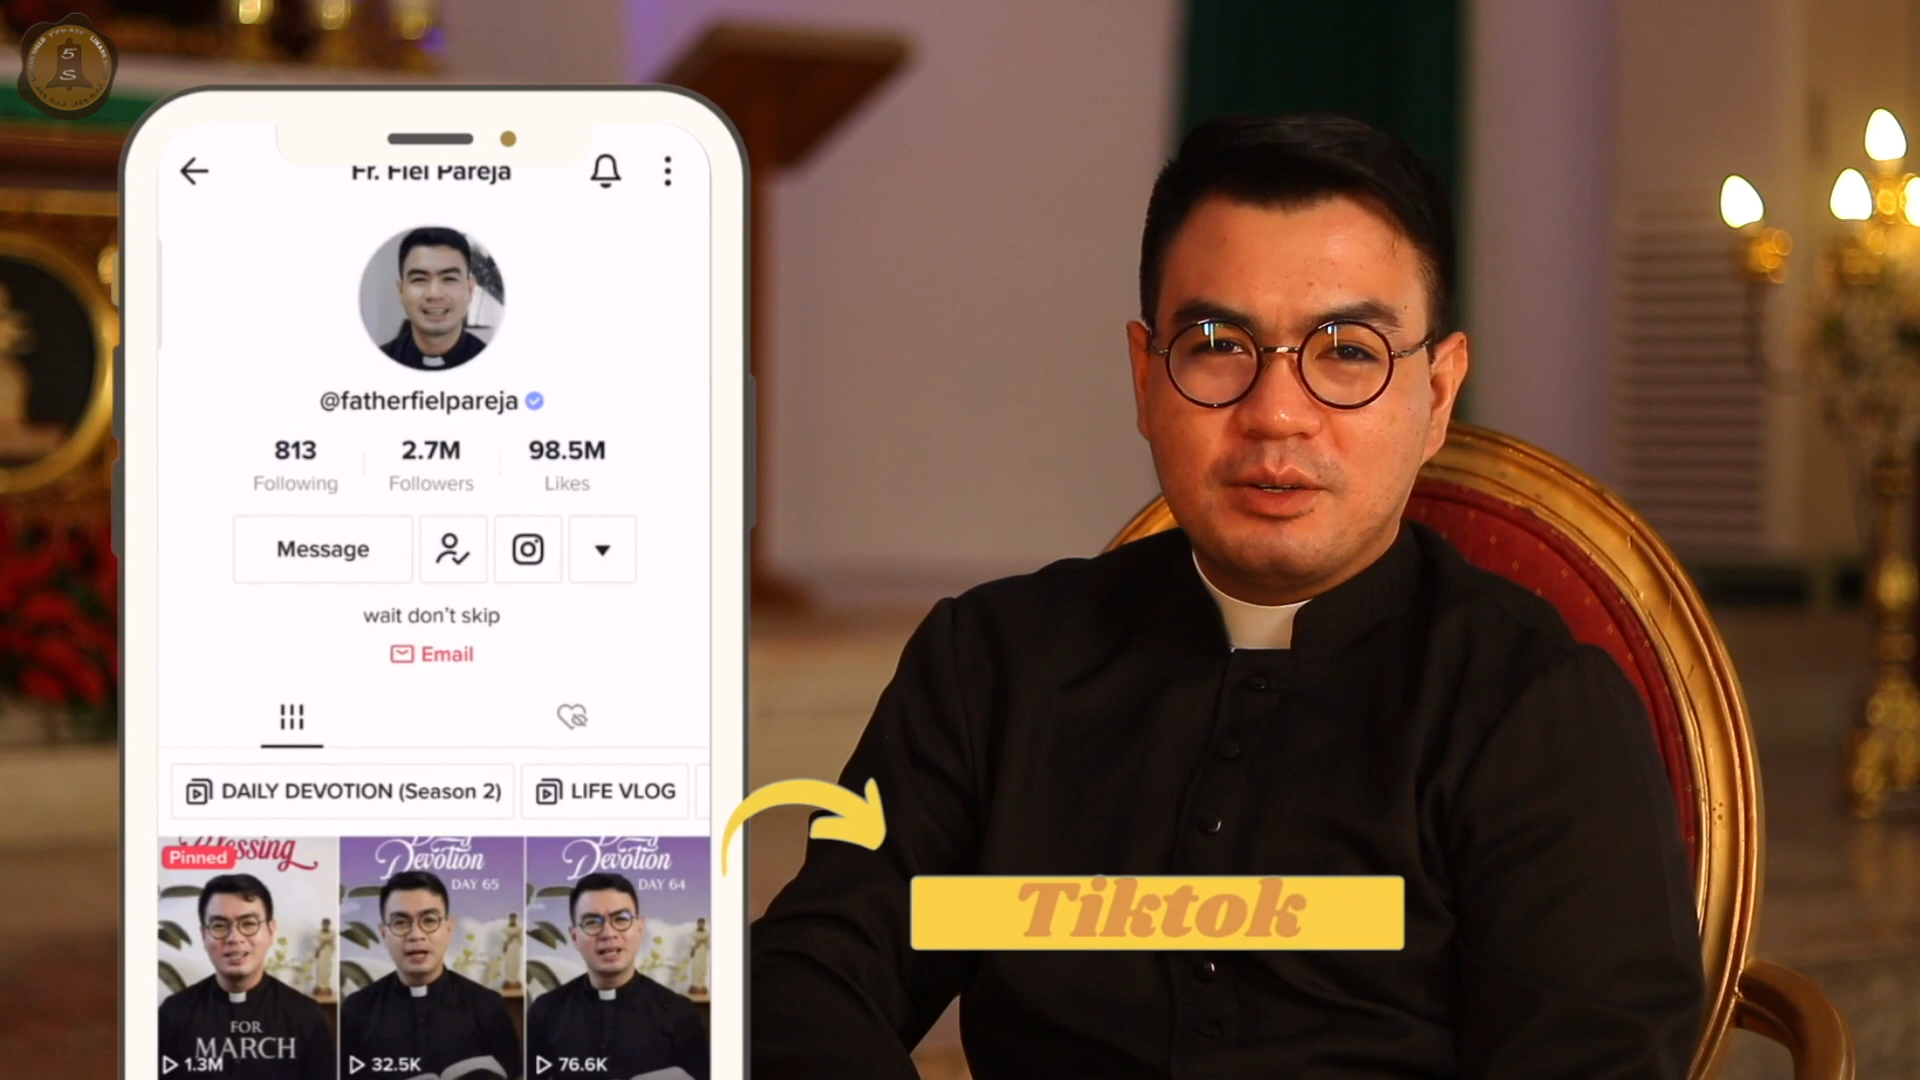 5
S
Fr. Fiel Pareja
@fatherfielpareja
813
2.7M
98.5M
Following
Followers
Likes
Message
wait don't skip
Email
DAILY DEVOTION (Season 2)
LIFE VLOG
Pinned
Blessing
Devotion
DAY 65
Devotion
DAY 64
FOR
MARCH
1.3M
32.5K
76.6K
Tiktok